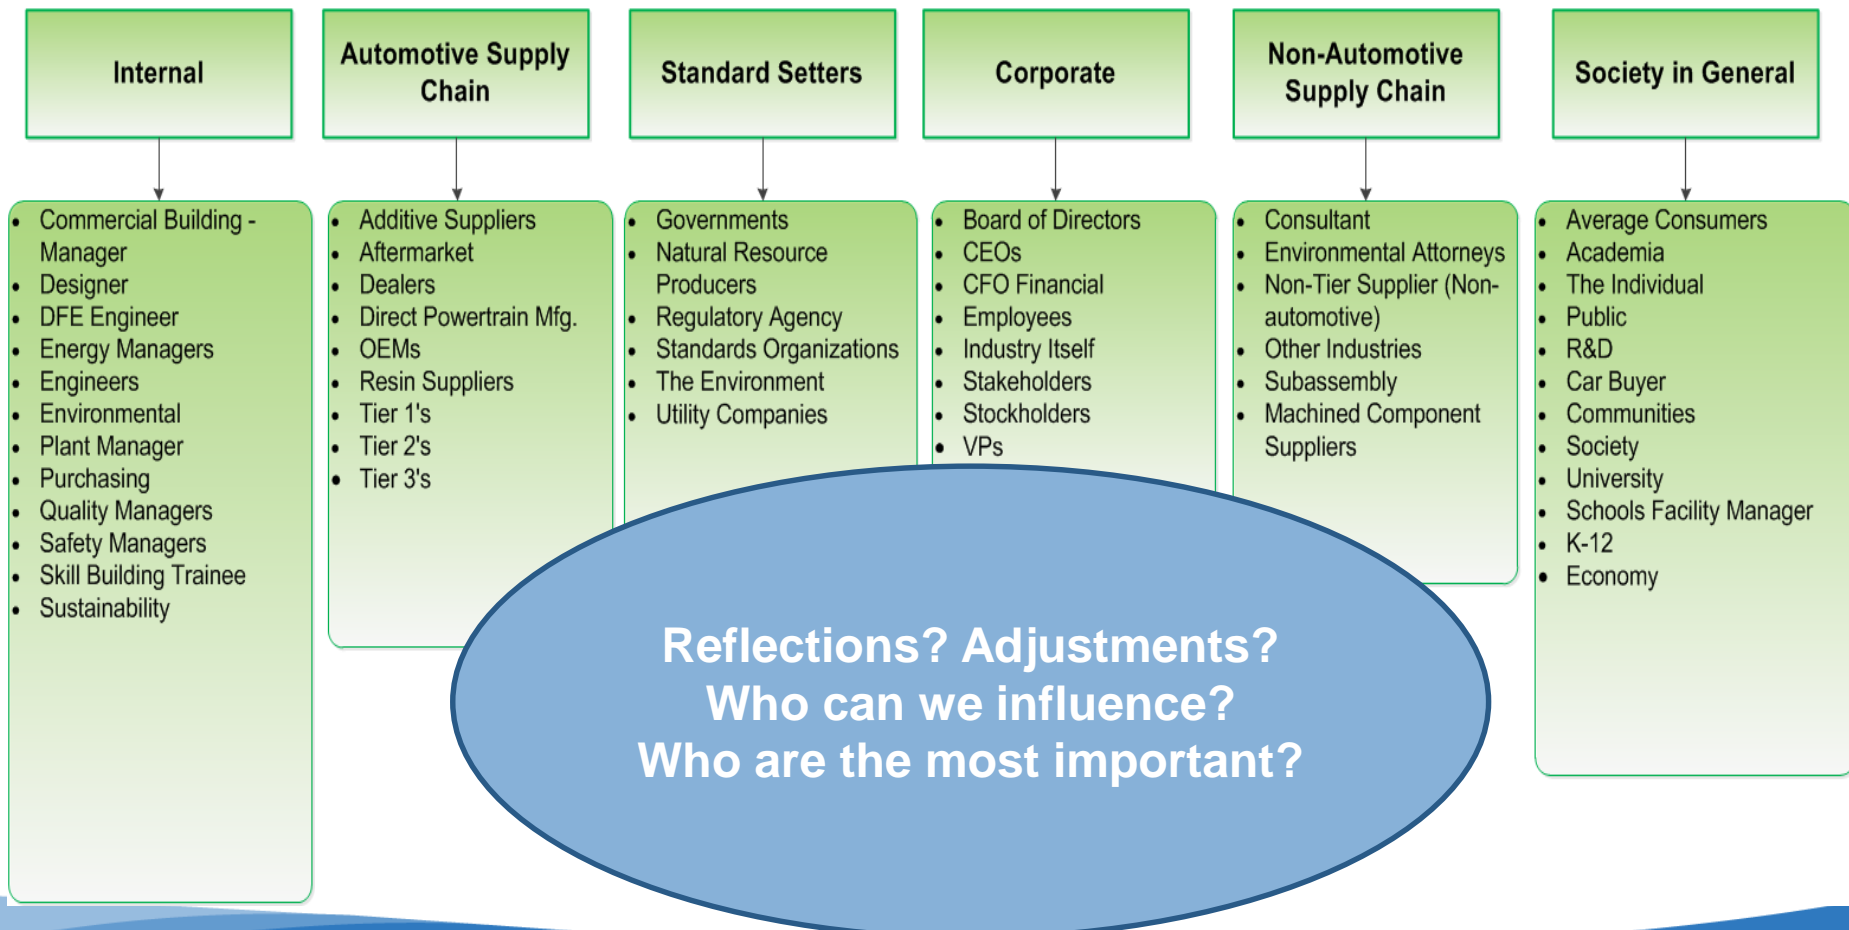 Internal
• Commercial Building -
Manager
• Designer
• DFE Engineer
• Energy Managers
• Engineers
• Environmental
• Plant Manager
• Purchasing
• Quality Managers
• Safety Managers
• Skill Building Trainee
• Sustainability
Automotive Supply
Chain
• Additive Suppliers
• Aftermarket
• Dealers
• Direct Powertrain Mfg.
• OEMs
• Resin Suppliers
• Tier 1's
• Tier 2's
• Tier 3's
Standard Setters
• Governments
• Natural Resource
Producers
• Regulatory Agency
• Standards Organizations
• The Environment
• Utility Companies
Corporate
• Board of Directors
• CEOs
• CFO Financial
• Employees
• Industry Itself
• Stakeholders
• Stockholders
• VPs
Non-Automotive
Supply Chain
• Consultant
• Environmental Attorneys
• Non-Tier Supplier (Non-
automotive)
• Other Industries
• Subassembly
• Machined Component
Suppliers
Society in General
• Average Consumers
• Academia
• The Individual
• Public
• R&D
• Car Buyer
• Communities
• Society
• University
• Schools Facility Manager
• K-12
• Economy
Reflections? Adjustments?
Who can we influence?
Who are the most important?